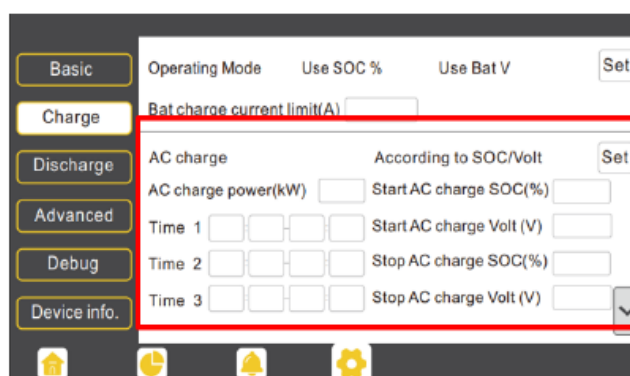 Basic
Charge
Discharge
Advanced
Debug
Device info.
Operating Mode Use SOC % Use Bat V Set
Bat charge current limit(A)
AC charge According to SOC/Volt Set
AC charge power(kW) Start AC charge SOC(%)
Time 1 Start AC charge Volt (V)
Time 2 Stop AC charge SOC(%)
Time 3 Stop AC charge Volt (V)